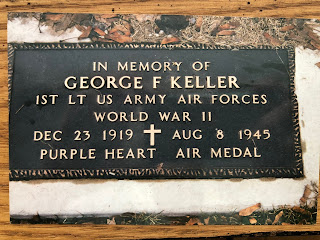 IN MEMORY OF
GEORGE F KELLER
1ST LT US ARMY AIR FORCES
WORLD WAR II
DEC 23 1919 ✝ AUG 8 1945
PURPLE HEART AIR MEDAL